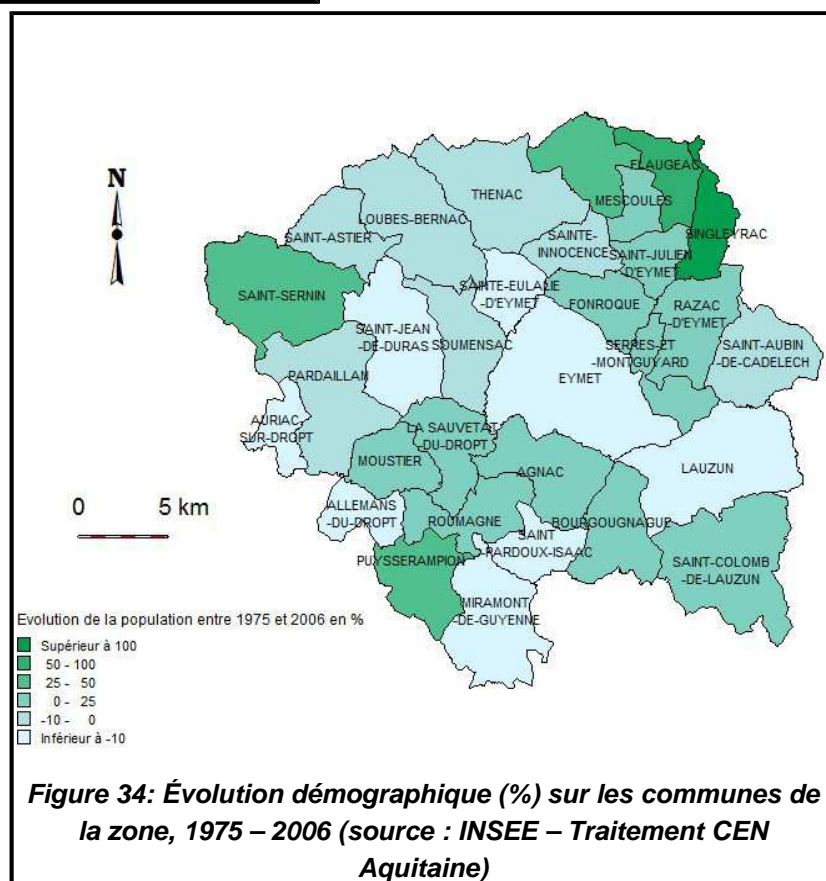 N
FLAUGEAC
THENAC
MESCOULES
LOUBES-BERNAC
SINGLEYRAC
SAINT-ASTIER
SAINTE-
INNOCENCE
SAINT-JULIEN
D'EYMET
SAINTE-EULALIE
-D'EYMET
SAINT-SERNIN
FONROQUE
RAZAC
-D'EYMET
SAINT-JEAN
-DE-DURAS
SOUMENSAC
SERRES-ET
-MONTGUYARD
SAINT-AUBIN
-DE-CADELECH
PARDAILLAN
EYMET
AURIAC
-SUR-DROPT
LA SAUVETAT
-DU-DROPT
MOUSTIER
AGNAC
LAUZUN
0 5 km
ALLEMANS
-DU-DROPT
ROUMAGNE
BOURGOUGNAGUE
SAINT
-PARDOUX-ISAAC
PUYSSERAMPION
SAINT-COLOMB
-DE-LAUZUN
MIRAMONT
-DE-GUYENNE
Evolution de la population entre 1975 et 2006 en %
Supérieur à 100
50 - 100
25 - 50
0 - 25
-10 - 0
Inférieur à -10
Figure 34: Évolution démographique (%) sur les communes de
la zone, 1975 – 2006 (source : INSEE – Traitement CEN
Aquitaine)